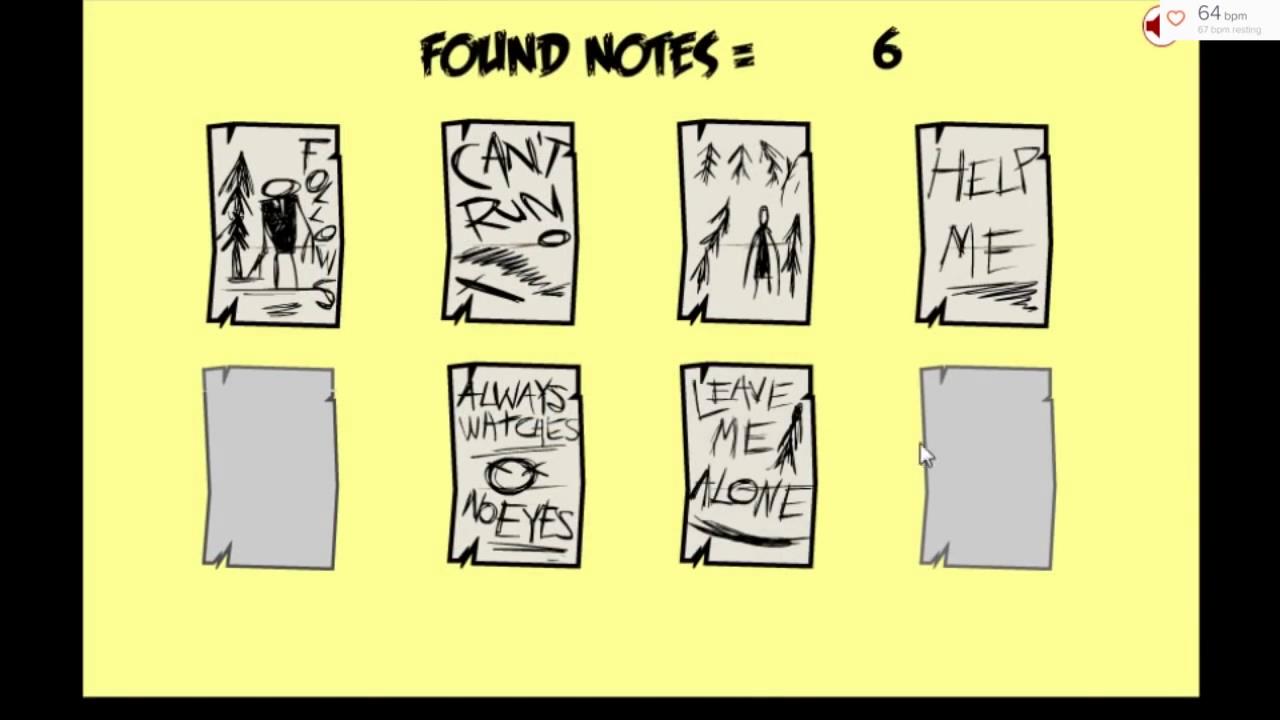 64 bpm
67 bpm resting
FOUND NOTES = 6
FOLLOWS
CAN'T
RUN
HELP
ME
ALWAYS
WATCHES
NO EYES
LEAVE
ME
ALONE